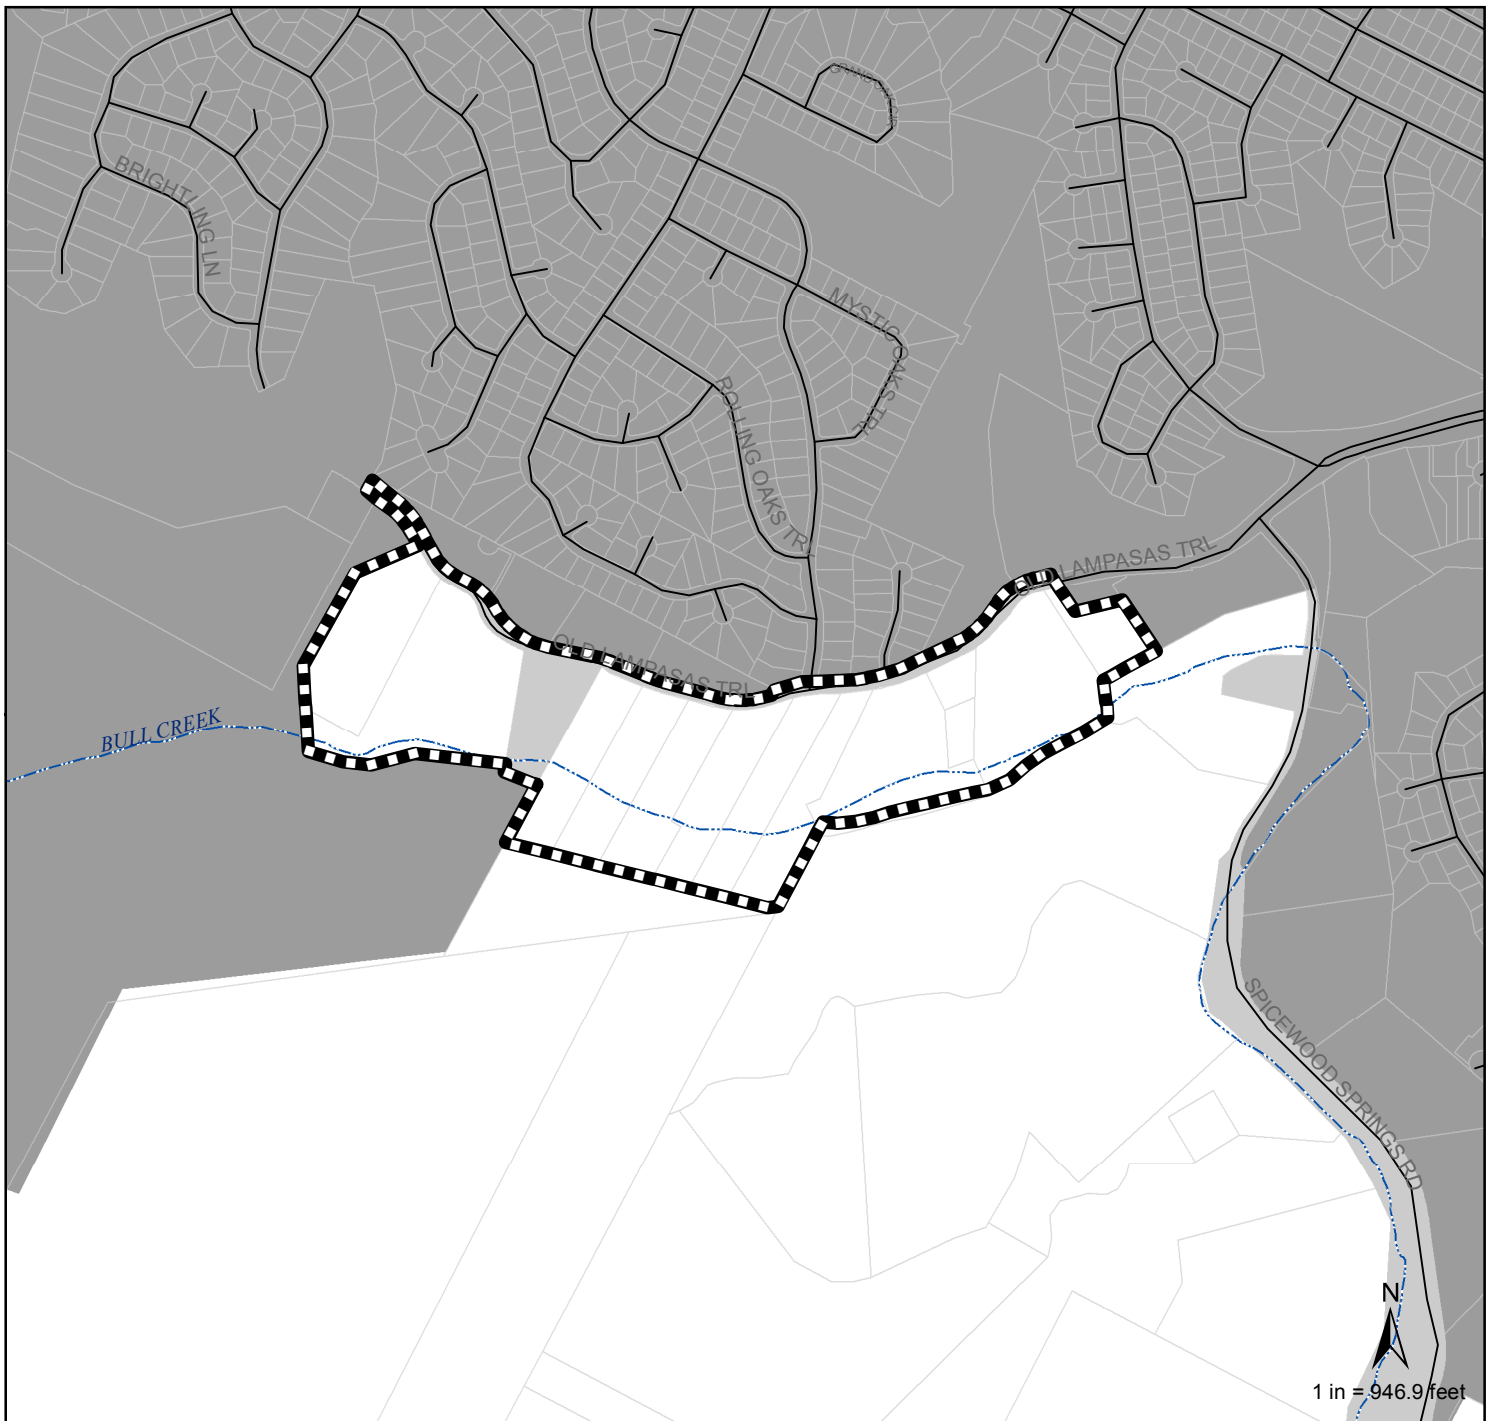 BRIGHTLING LN
MYSTIC OAKS TRL
ROLLING OAKS TRL
LAMPASAS TRL
OLD LAMPASAS TRL
BULL CREEK
SPICEWOOD SPRINGS RD
N
1 in = 946.9 feet